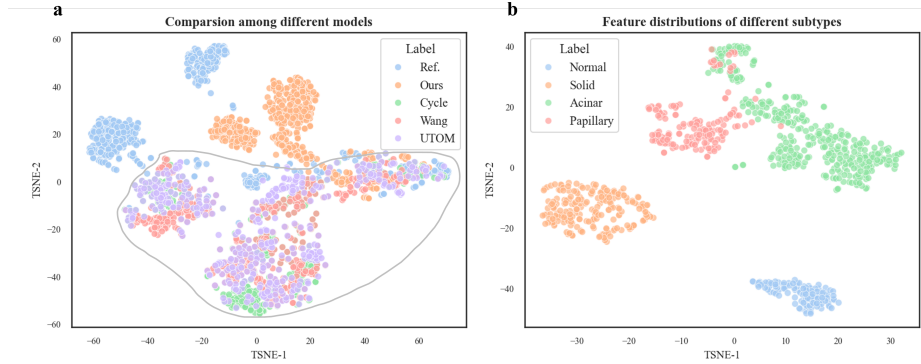 a
Comparsion among different models
60
40
20
0
−20
−40
−60
TSNE-2
−60
−40
−20
0
20
40
60
TSNE-1
Label
Ref.
Ours
Cycle
Wang
UTOM
b
Feature distributions of different subtypes
40
20
0
−20
−40
TSNE-2
−30
−20
−10
0
10
20
30
TSNE-1
Label
Normal
Solid
Acinar
Papillary